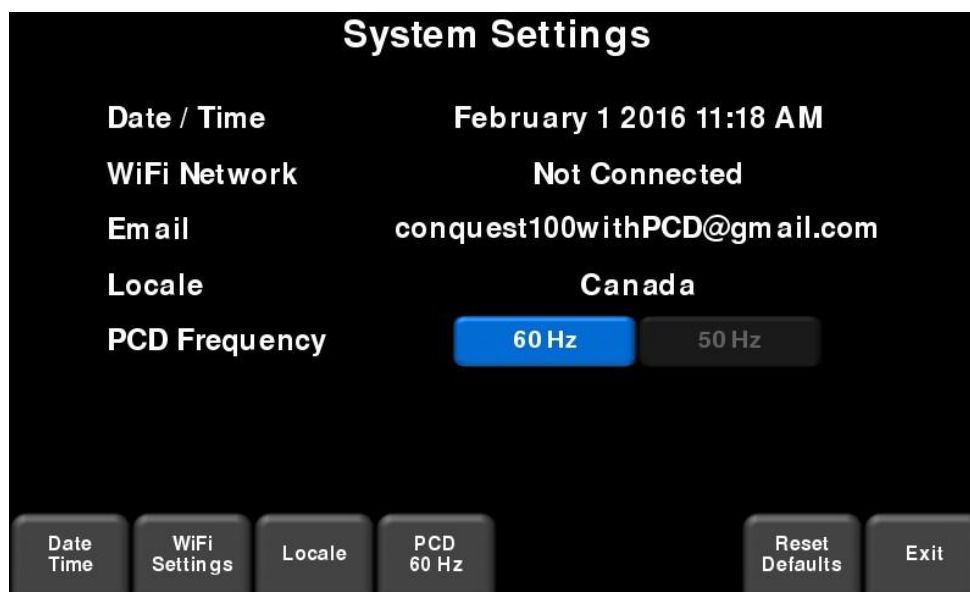 System Settings
Date / Time February 1 2016 11:18 AM
WiFi Network Not Connected
Email conquest100withPCD@gmail.com
Locale Canada
PCD Frequency 60 Hz 50 Hz
Date
Time
WiFi
Settings
Locale
PCD
60 Hz
Reset
Defaults
Exit